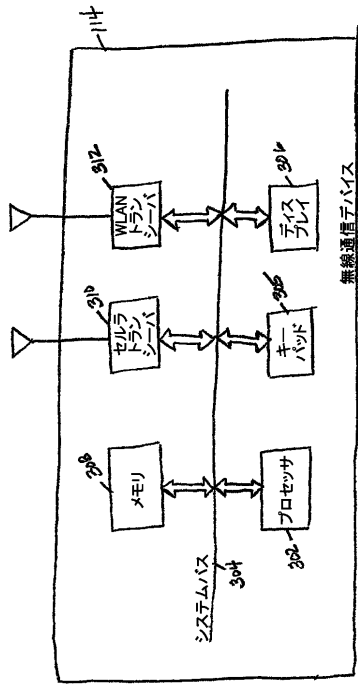 114
308
メモリ
310
セルラ
トラン
シーバ
312
WLAN
トラン
シーバ
システムバス
304
302
プロセッサ
キー
パッド
306
ディス
プレイ
無線通信デバイス